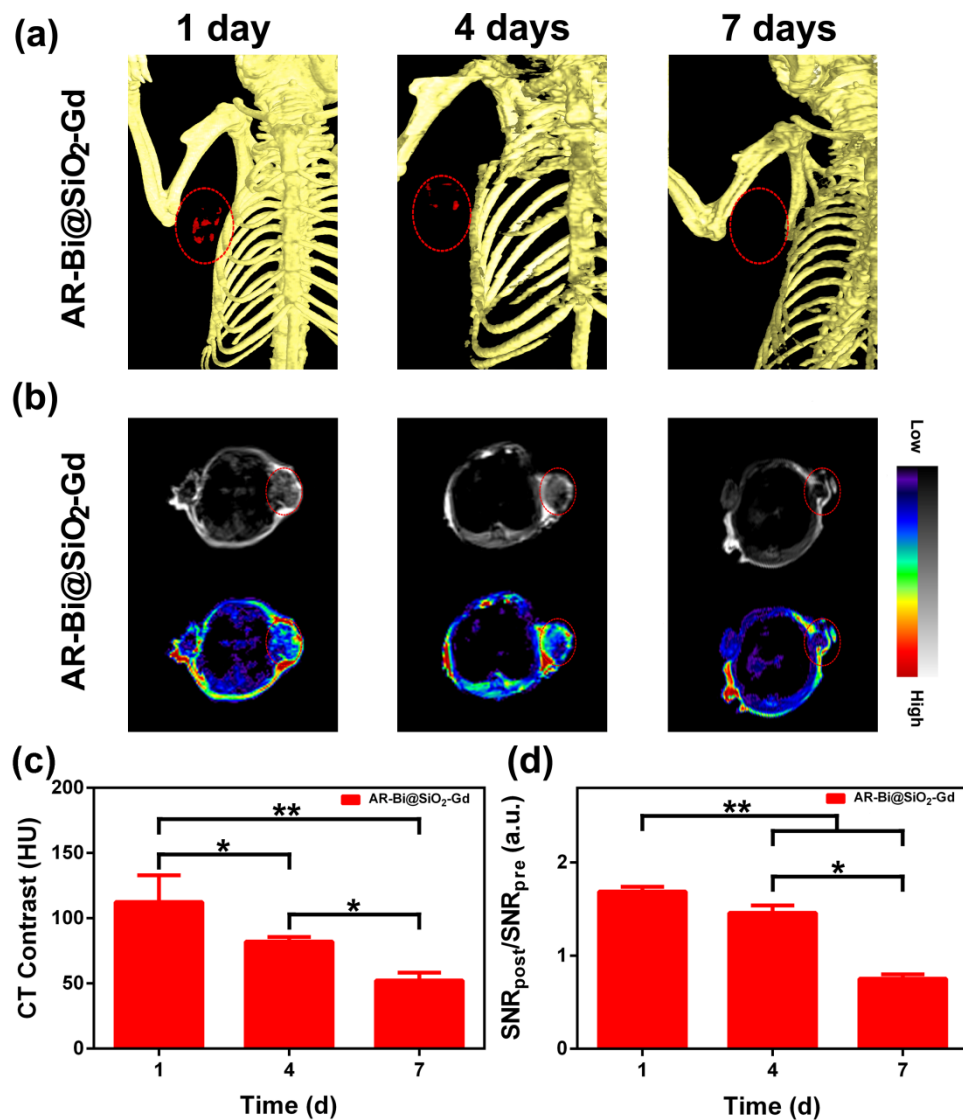 (a)
1 day
4 days
7 days
AR-Bi@SiO₂-Gd
(b)
AR-Bi@SiO₂-Gd
Low
High
(c)
CT Contrast (HU)
200
150
100
50
0
AR-Bi@SiO₂-Gd
**
*
*
1
4
7
Time (d)
(d)
SNRpost/SNRpre (a.u.)
2
1
0
AR-Bi@SiO₂-Gd
**
*
1
4
7
Time (d)